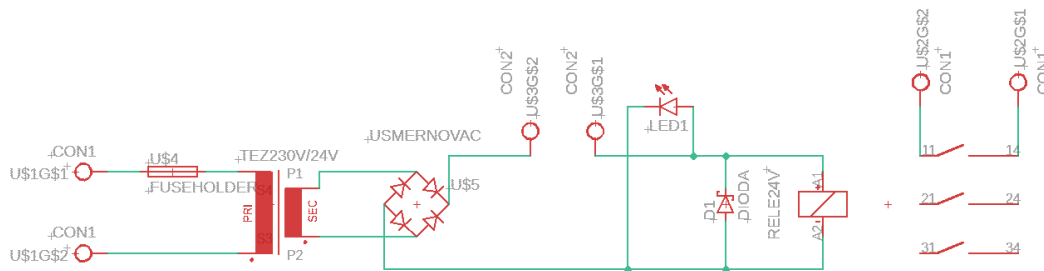 CON1
U$1G$1
U$4
FUSEHOLDER
CON1
U$1G$2
TEZ230V/24V
S4
S3
PRI
SEC
P1
P2
USMERNOVAC
U$5
CON2
U$3G$2
CON2
U$3G$1
LED1
D1
DIODA
RELE24V
A1
A2
U$2G$2
CON1
U$2G$1
CON1
11
14
21
24
31
34